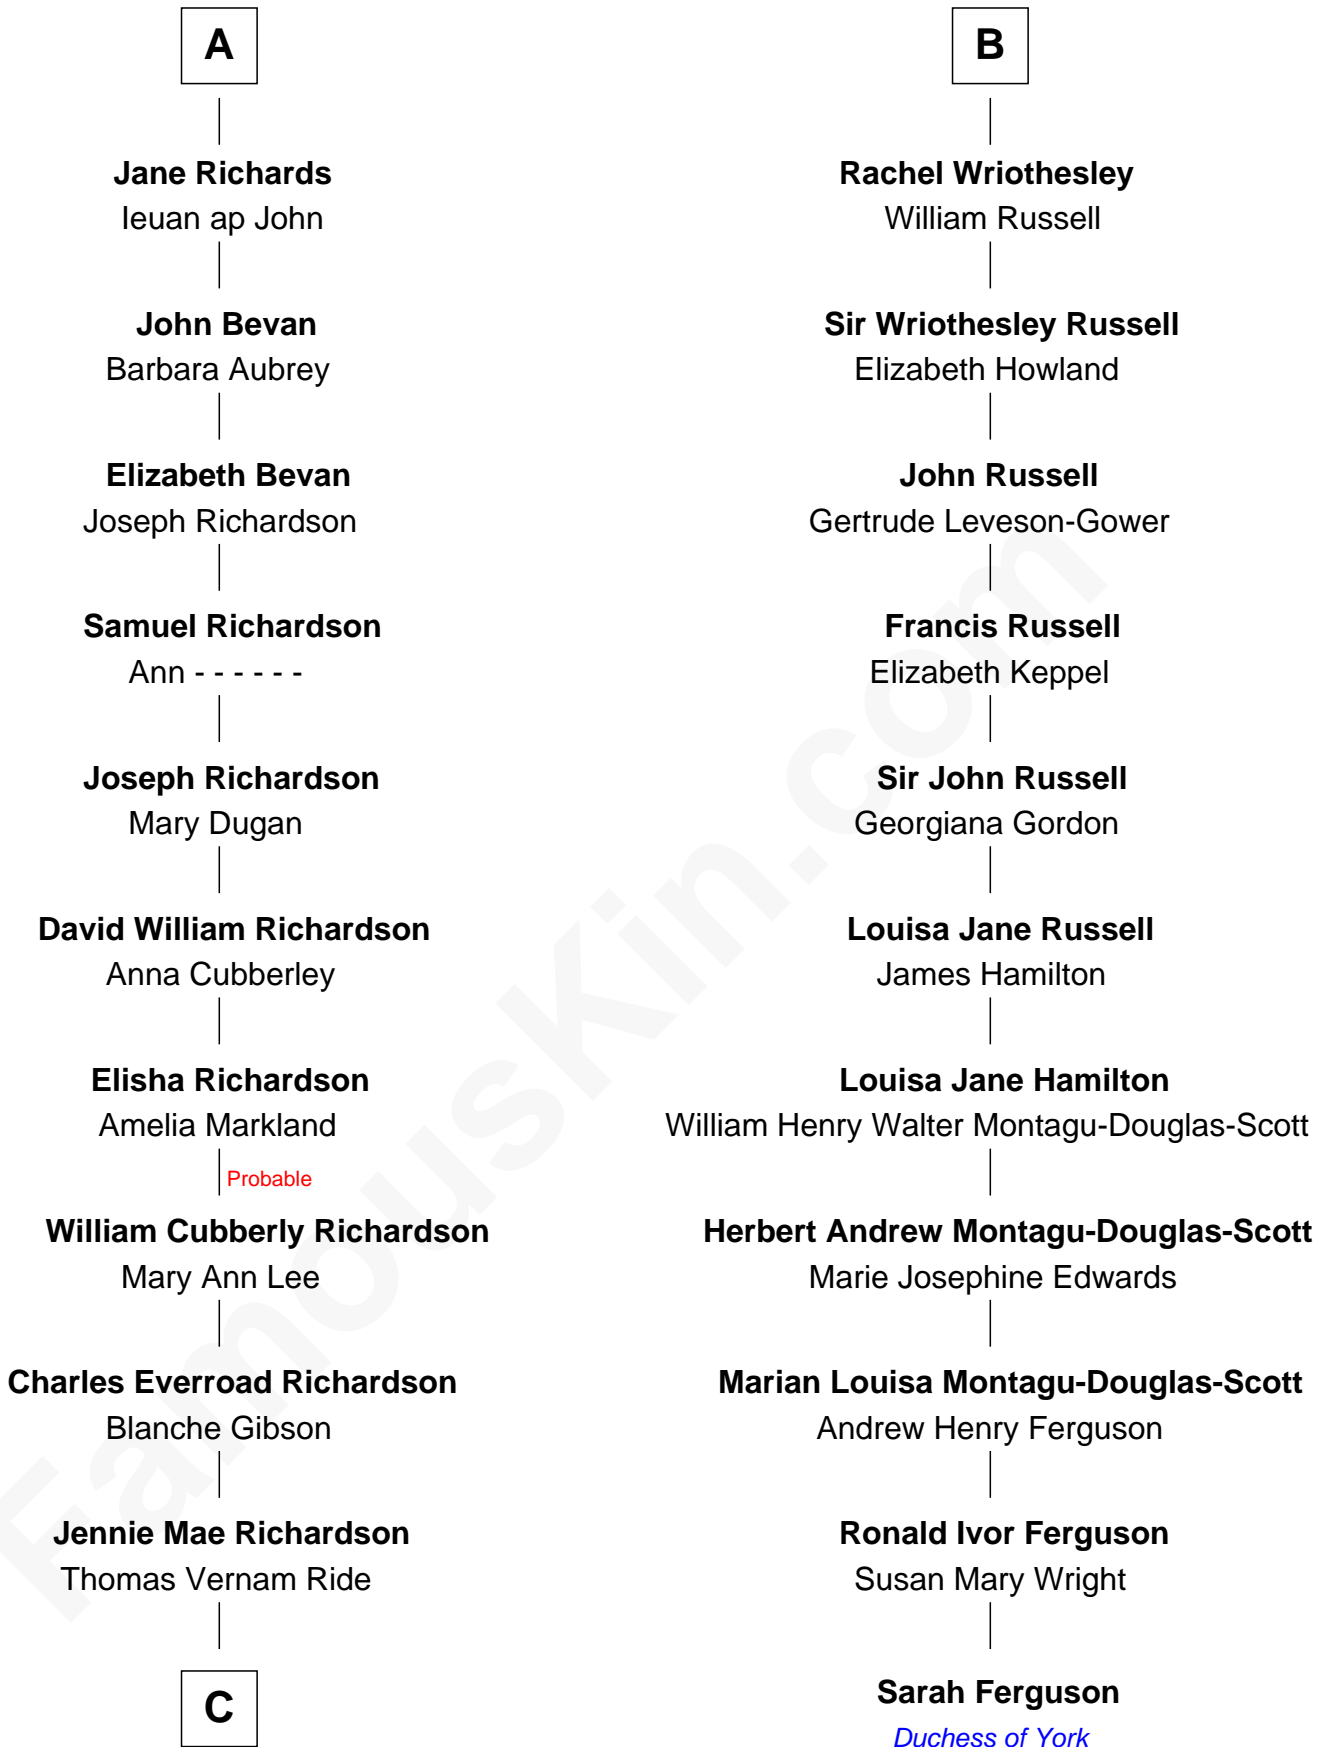 A
Jane Richards
Ieuan ap John
John Bevan
Barbara Aubrey
Elizabeth Bevan
Joseph Richardson
Samuel Richardson
Ann - - - - - -
Joseph Richardson
Mary Dugan
David William Richardson
Anna Cubberley
Elisha Richardson
Amelia Markland
Probable
William Cubberly Richardson
Mary Ann Lee
Charles Everroad Richardson
Blanche Gibson
Jennie Mae Richardson
Thomas Vernam Ride
C
B
Rachel Wriothesley
William Russell
Sir Wriothesley Russell
Elizabeth Howland
John Russell
Gertrude Leveson-Gower
Francis Russell
Elizabeth Keppel
Sir John Russell
Georgiana Gordon
Louisa Jane Russell
James Hamilton
Louisa Jane Hamilton
William Henry Walter Montagu-Douglas-Scott
Herbert Andrew Montagu-Douglas-Scott
Marie Josephine Edwards
Marian Louisa Montagu-Douglas-Scott
Andrew Henry Ferguson
Ronald Ivor Ferguson
Susan Mary Wright
Sarah Ferguson
Duchess of York
FamousKin.com